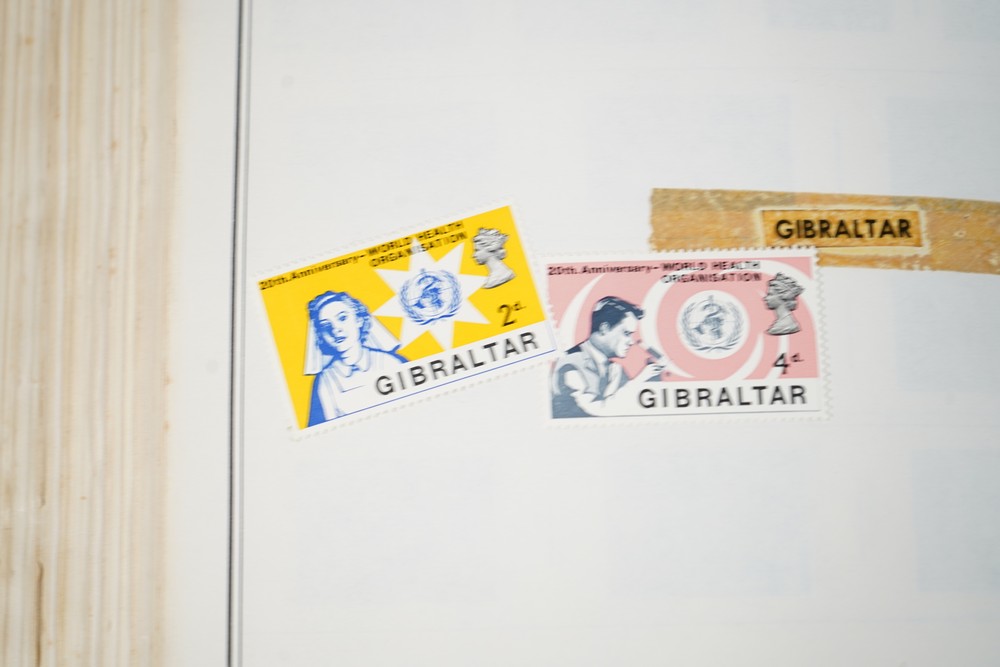 20th. Anniversary- WORLD HEALTH
ORGANISATION
2d.
GIBRALTAR
20th. Anniversary- WORLD HEALTH
ORGANISATION
4d.
GIBRALTAR
GIBRALTAR